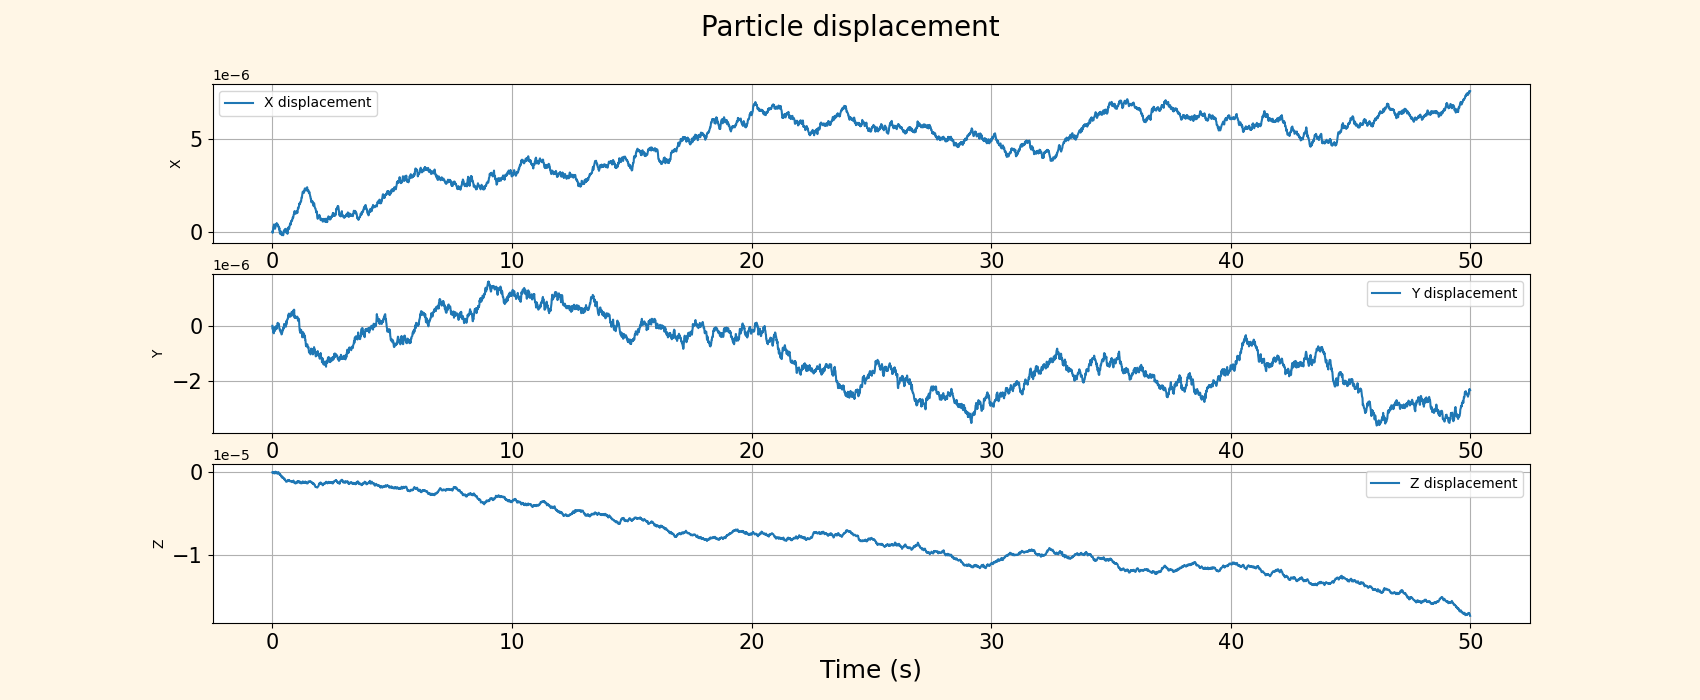 Particle displacement
1e−6
X displacement
5
0
X
0 10 20 30 40 50
1e−6
Y displacement
0
−2
Y
0 10 20 30 40 50
1e−5
0
Z displacement
−1
Z
0 10 20 30 40 50
Time (s)